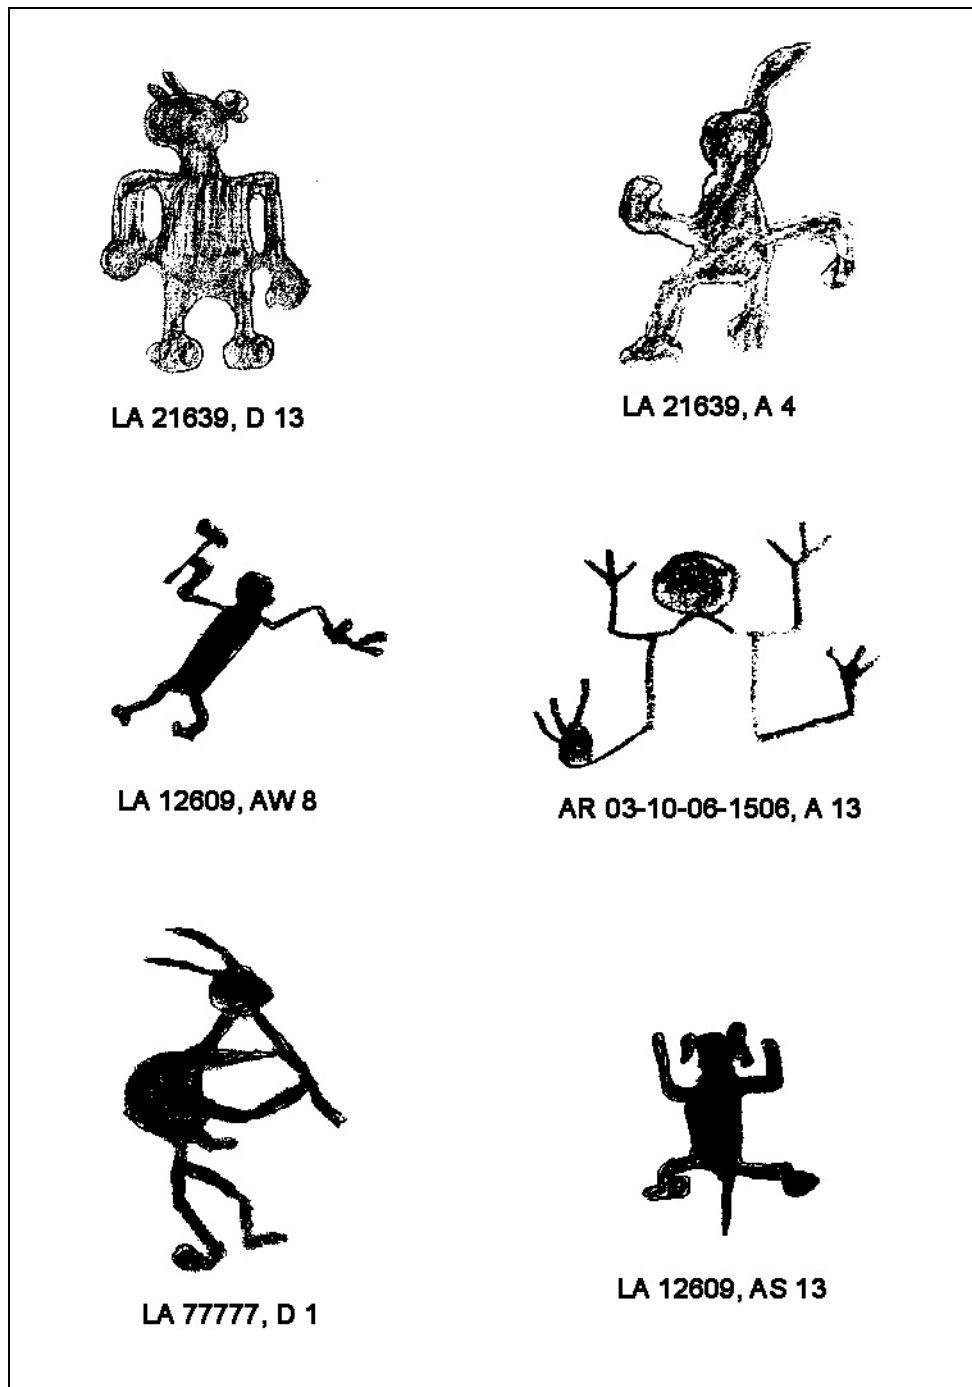 LA 21639, D 13
LA 21639, A 4
LA 12609, AW 8
AR 03-10-06-1506, A 13
LA 77777, D 1
LA 12609, AS 13